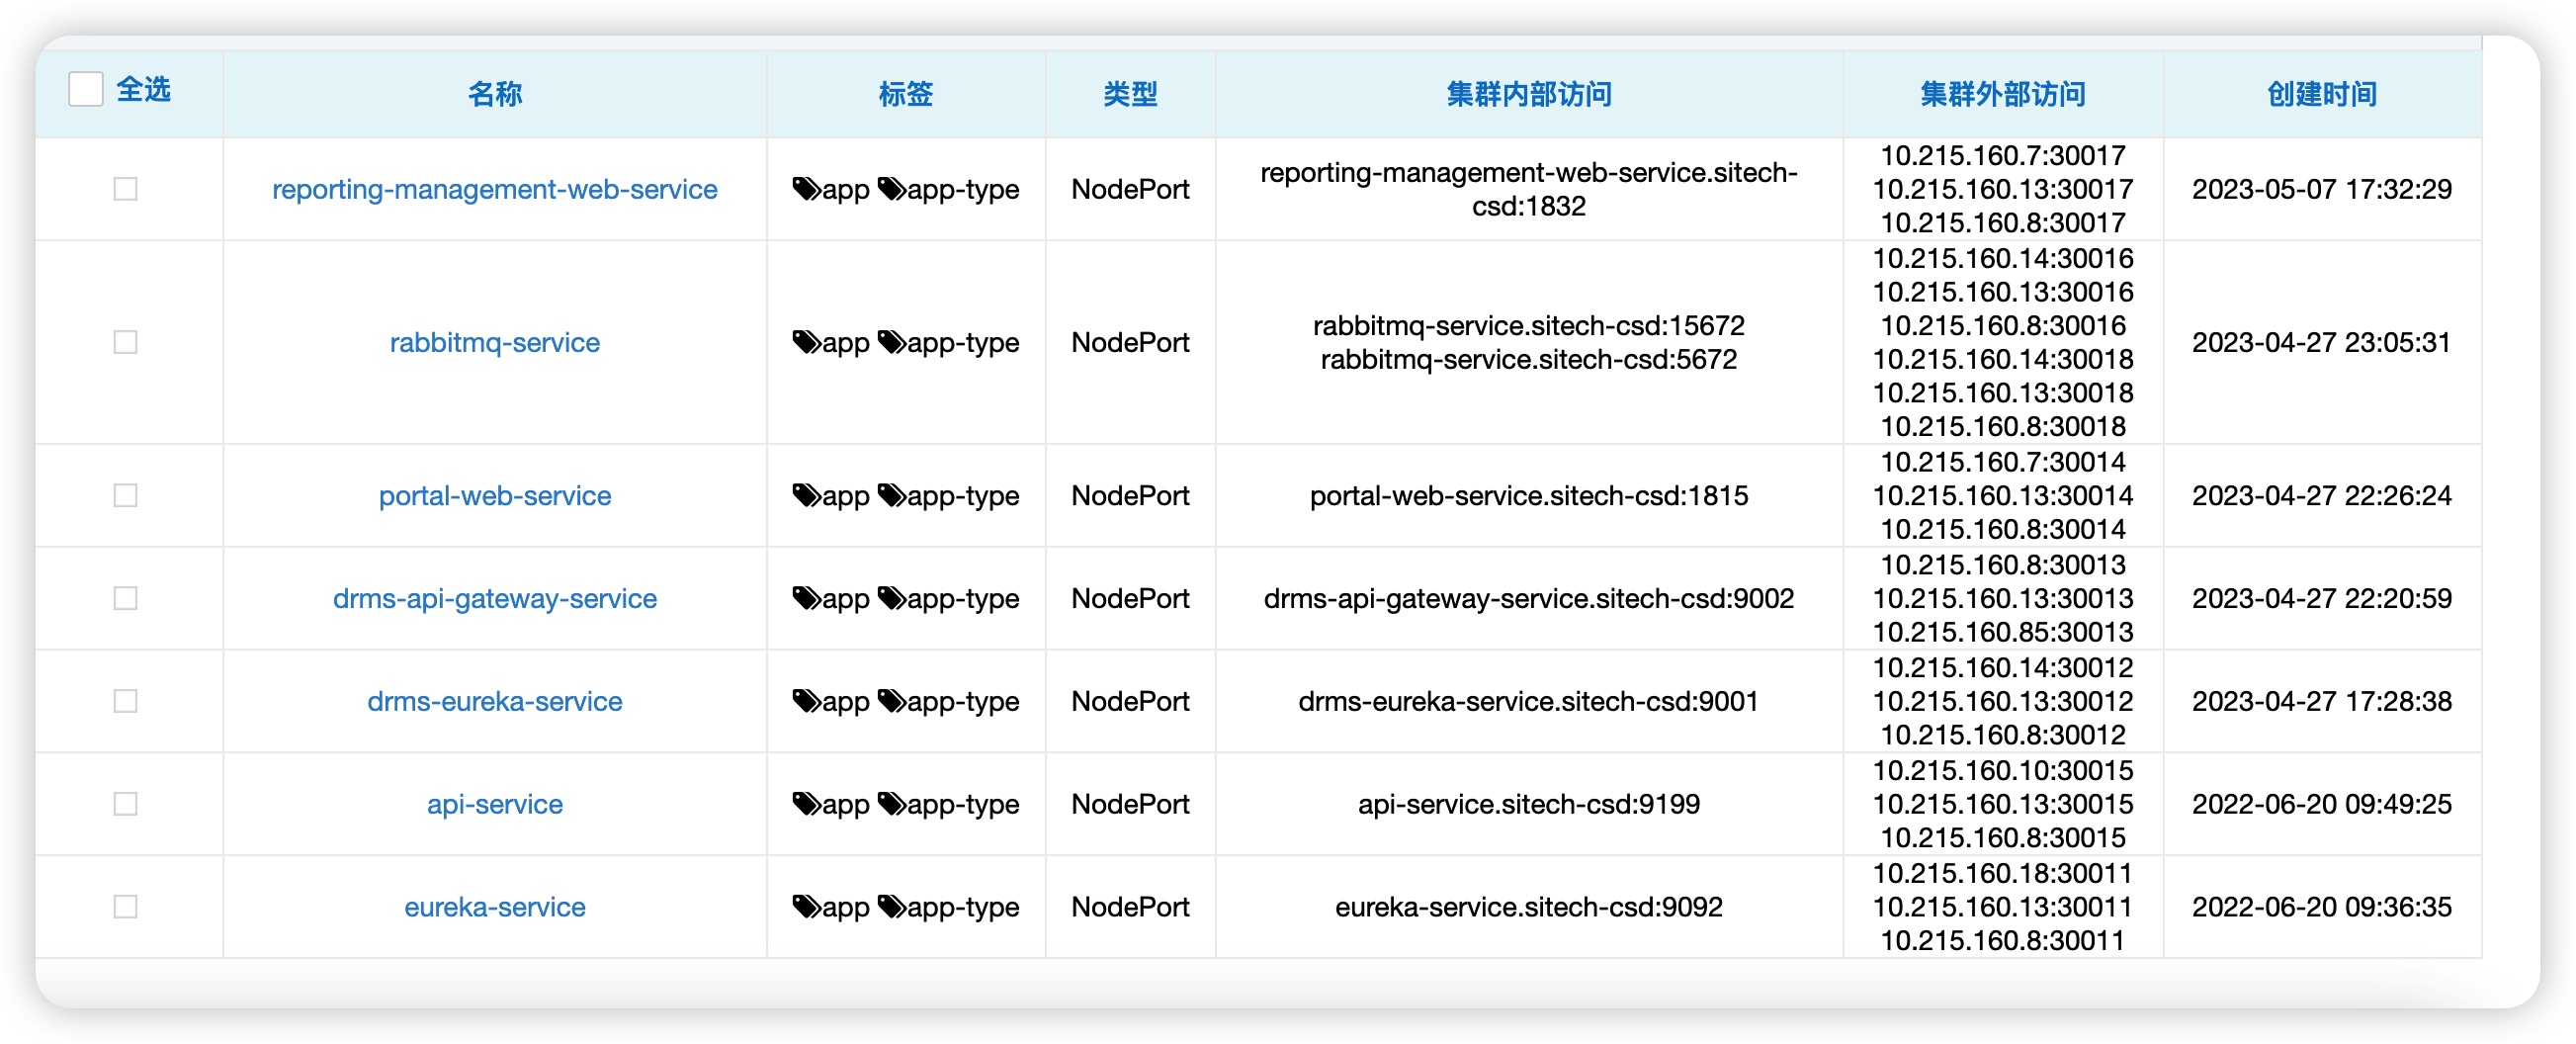 全选 名称 标签 类型 集群内部访问 集群外部访问 创建时间
reporting-management-web-service app app-type NodePort reporting-management-web-service.sitech-
csd:1832 10.215.160.7:30017
10.215.160.13:30017
10.215.160.8:30017 2023-05-07 17:32:29
rabbitmq-service app app-type NodePort rabbitmq-service.sitech-csd:15672
rabbitmq-service.sitech-csd:5672 10.215.160.14:30016
10.215.160.13:30016
10.215.160.8:30016
10.215.160.14:30018
10.215.160.13:30018
10.215.160.8:30018 2023-04-27 23:05:31
portal-web-service app app-type NodePort portal-web-service.sitech-csd:1815 10.215.160.7:30014
10.215.160.13:30014
10.215.160.8:30014 2023-04-27 22:26:24
drms-api-gateway-service app app-type NodePort drms-api-gateway-service.sitech-csd:9002 10.215.160.8:30013
10.215.160.13:30013
10.215.160.85:30013 2023-04-27 22:20:59
drms-eureka-service app app-type NodePort drms-eureka-service.sitech-csd:9001 10.215.160.14:30012
10.215.160.13:30012
10.215.160.8:30012 2023-04-27 17:28:38
api-service app app-type NodePort api-service.sitech-csd:9199 10.215.160.10:30015
10.215.160.13:30015
10.215.160.8:30015 2022-06-20 09:49:25
eureka-service app app-type NodePort eureka-service.sitech-csd:9092 10.215.160.18:30011
10.215.160.13:30011
10.215.160.8:30011 2022-06-20 09:36:35